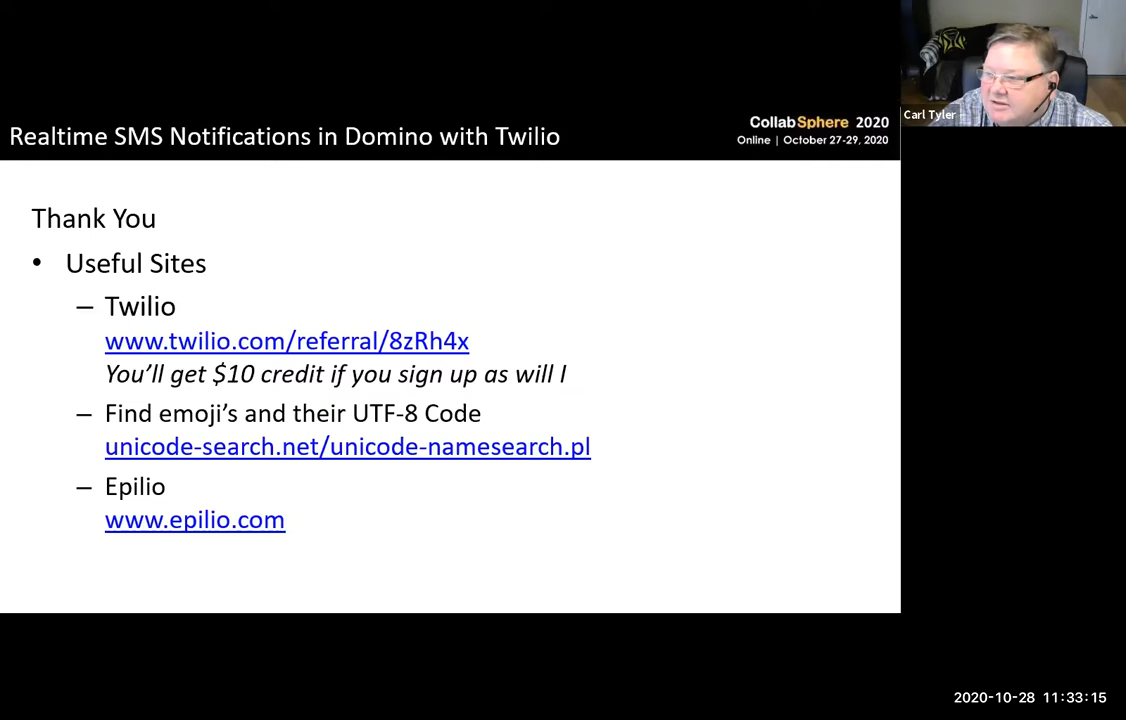 Carl Tyler
Realtime SMS Notifications in Domino with Twilio
CollabSphere 2020
Online | October 27-29, 2020
Thank You
• Useful Sites
– Twilio
www.twilio.com/referral/8zRh4x
You’ll get $10 credit if you sign up as will I
– Find emoji’s and their UTF-8 Code
unicode-search.net/unicode-namesearch.pl
– Epilio
www.epilio.com
2020-10-28 11:33:15